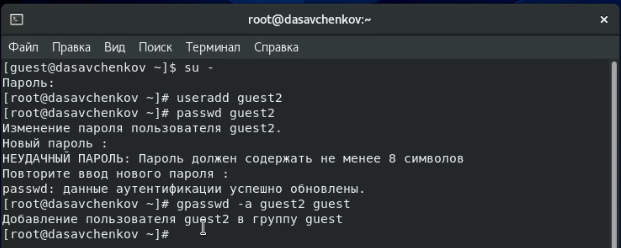 root@dasavchenkov:~
Файл Правка Вид Поиск Терминал Справка
[guest@dasavchenkov ~]$ su -
Пароль:
[root@dasavchenkov ~]# useradd guest2
[root@dasavchenkov ~]# passwd guest2
Изменение пароля пользователя guest2.
Новый пароль :
НЕУДАЧНЫЙ ПАРОЛЬ: Пароль должен содержать не менее 8 символов
Повторите ввод нового пароля :
passwd: данные аутентификации успешно обновлены.
[root@dasavchenkov ~]# gpasswd -a guest2 guest
Добавление пользователя guest2 в группу guest
[root@dasavchenkov ~]#